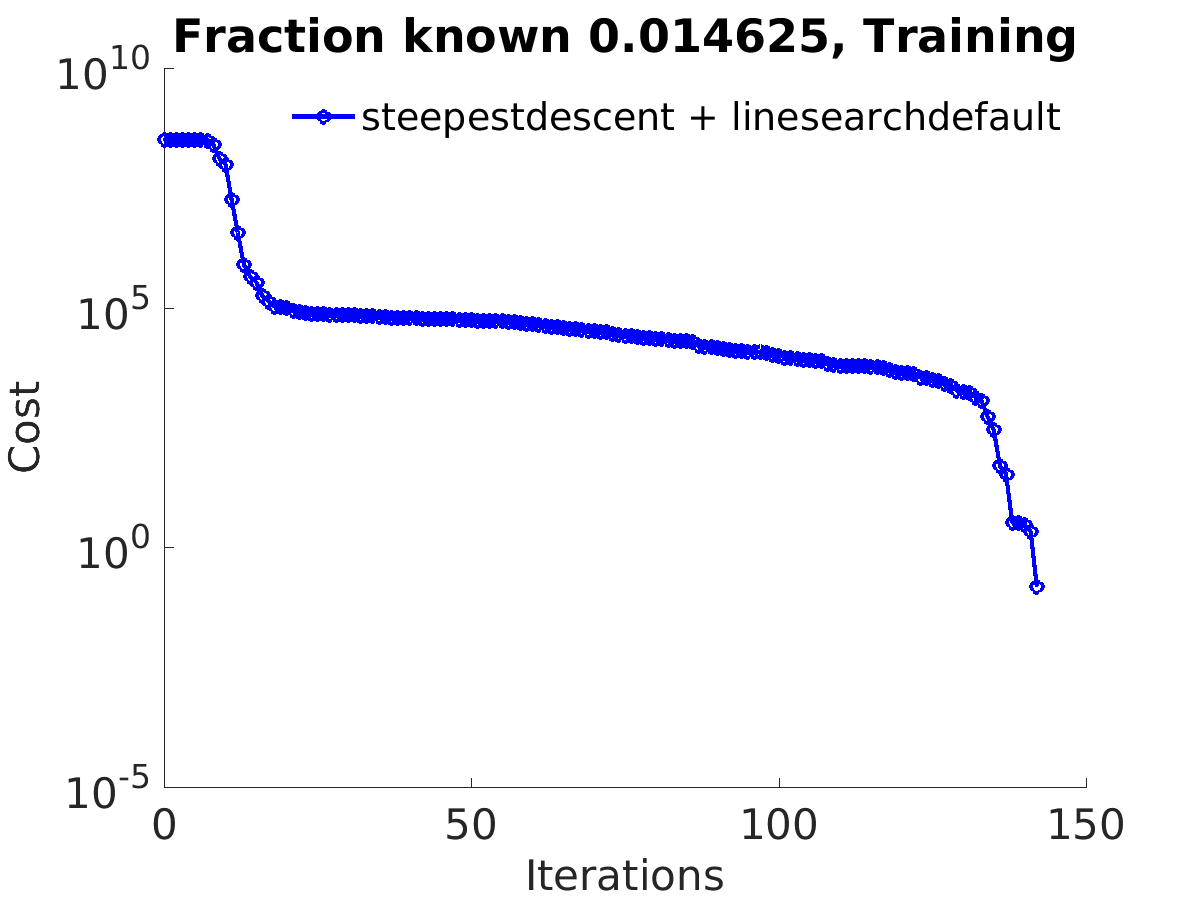 Fraction known 0.014625, Training
10^10
steepestdescent + linesearchdefault
10^5
Cost
10^0
10^-5
0 50 100 150
Iterations